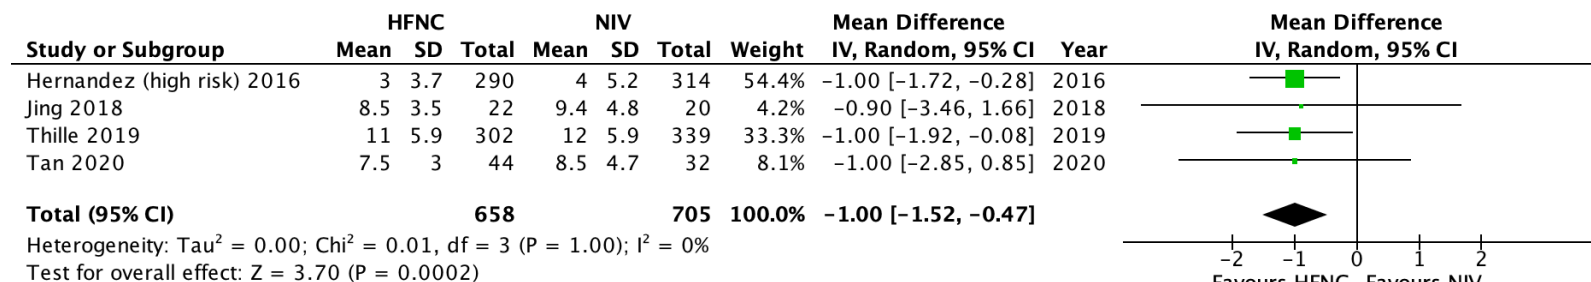 HFNC NIV Mean Difference Mean Difference
Study or Subgroup Mean SD Total Mean SD Total Weight IV, Random, 95% CI Year IV, Random, 95% CI
Hernandez (high risk) 2016 3 3.7 290 4 5.2 314 54.4% −1.00 [−1.72, −0.28] 2016
Jing 2018 8.5 3.5 22 9.4 4.8 20 4.2% −0.90 [−3.46, 1.66] 2018
Thille 2019 11 5.9 302 12 5.9 339 33.3% −1.00 [−1.92, −0.08] 2019
Tan 2020 7.5 3 44 8.5 4.7 32 8.1% −1.00 [−2.85, 0.85] 2020
Total (95% CI) 658 705 100.0% −1.00 [−1.52, −0.47]
Heterogeneity: Tau² = 0.00; Chi² = 0.01, df = 3 (P = 1.00); I² = 0%
−2 −1 0 1 2
Test for overall effect: Z = 3.70 (P = 0.0002)
Favours HFNC Favours NIV